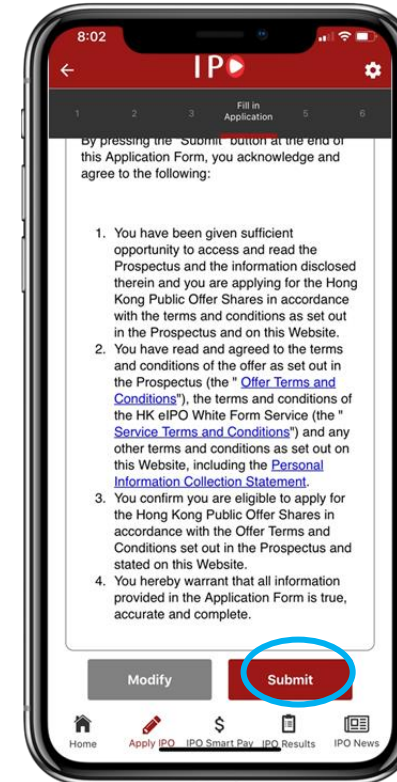 8:02
IPO
1 2 3 Fill in Application 5 6
By pressing the "Submit" button at the end of
this Application Form, you acknowledge and
agree to the following:
1. You have been given sufficient
opportunity to access and read the
Prospectus and the information disclosed
therein and you are applying for the Hong
Kong Public Offer Shares in accordance
with the terms and conditions as set out
in the Prospectus and on this Website.
2. You have read and agreed to the terms
and conditions of the offer as set out in
the Prospectus (the " Offer Terms and
Conditions"), the terms and conditions of
the HK eIPO White Form Service (the "
Service Terms and Conditions") and any
other terms and conditions as set out on
this Website, including the Personal
Information Collection Statement.
3. You confirm you are eligible to apply for
the Hong Kong Public Offer Shares in
accordance with the Offer Terms and
Conditions set out in the Prospectus and
stated on this Website.
4. You hereby warrant that all information
provided in the Application Form is true,
accurate and complete.
Modify Submit
Home Apply IPO IPO Smart Pay IPO Results IPO News